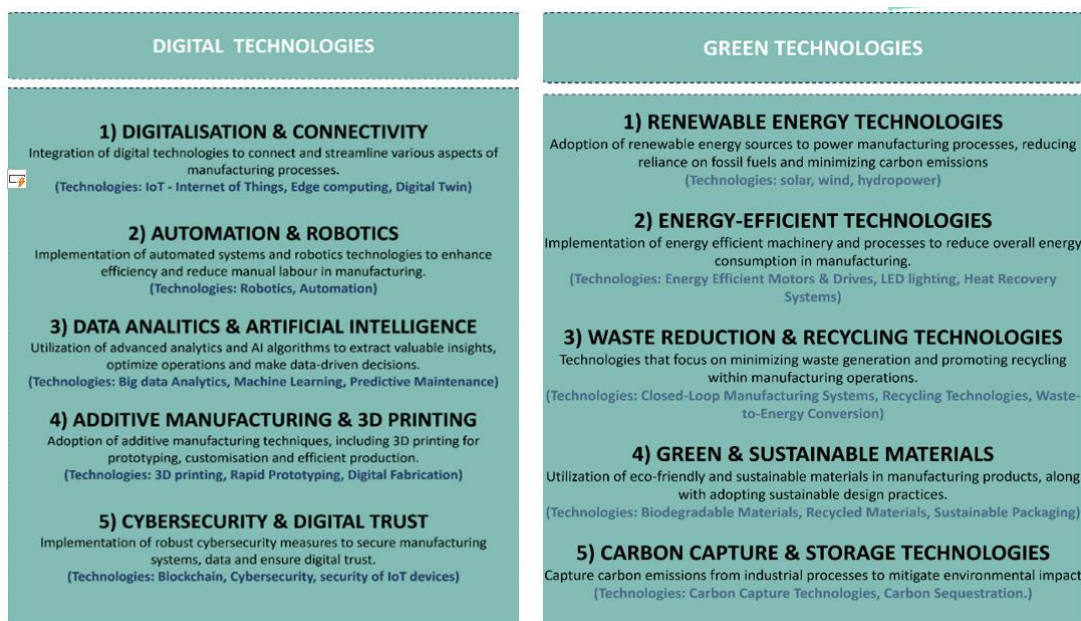 DIGITAL TECHNOLOGIES
1) DIGITALISATION & CONNECTIVITY
Integration of digital technologies to connect and streamline various aspects of
manufacturing processes.
(Technologies: IoT - Internet of Things, Edge computing, Digital Twin)
2) AUTOMATION & ROBOTICS
Implementation of automated systems and robotics technologies to enhance
efficiency and reduce manual labour in manufacturing.
(Technologies: Robotics, Automation)
3) DATA ANALITICS & ARTIFICIAL INTELLIGENCE
Utilization of advanced analytics and AI algorithms to extract valuable insights,
optimize operations and make data-driven decisions.
(Technologies: Big data Analytics, Machine Learning, Predictive Maintenance)
4) ADDITIVE MANUFACTURING & 3D PRINTING
Adoption of additive manufacturing techniques, including 3D printing for
prototyping, customisation and efficient production.
(Technologies: 3D printing, Rapid Prototyping, Digital Fabrication)
5) CYBERSECURITY & DIGITAL TRUST
Implementation of robust cybersecurity measures to secure manufacturing
systems, data and ensure digital trust.
(Technologies: Blockchain, Cybersecurity, security of IoT devices)
GREEN TECHNOLOGIES
1) RENEWABLE ENERGY TECHNOLOGIES
Adoption of renewable energy sources to power manufacturing processes, reducing
reliance on fossil fuels and minimizing carbon emissions
(Technologies: solar, wind, hydropower)
2) ENERGY-EFFICIENT TECHNOLOGIES
Implementation of energy efficient machinery and processes to reduce overall energy
consumption in manufacturing.
(Technologies: Energy Efficient Motors & Drives, LED lighting, Heat Recovery
Systems)
3) WASTE REDUCTION & RECYCLING TECHNOLOGIES
Technologies that focus on minimizing waste generation and promoting recycling
within manufacturing operations.
(Technologies: Closed-Loop Manufacturing Systems, Recycling Technologies, Waste-
to-Energy Conversion)
4) GREEN & SUSTAINABLE MATERIALS
Utilization of eco-friendly and sustainable materials in manufacturing products, along
with adopting sustainable design practices.
(Technologies: Biodegradable Materials, Recycled Materials, Sustainable Packaging)
5) CARBON CAPTURE & STORAGE TECHNOLOGIES
Capture carbon emissions from industrial processes to mitigate environmental impact
(Technologies: Carbon Capture Technologies, Carbon Sequestration.)